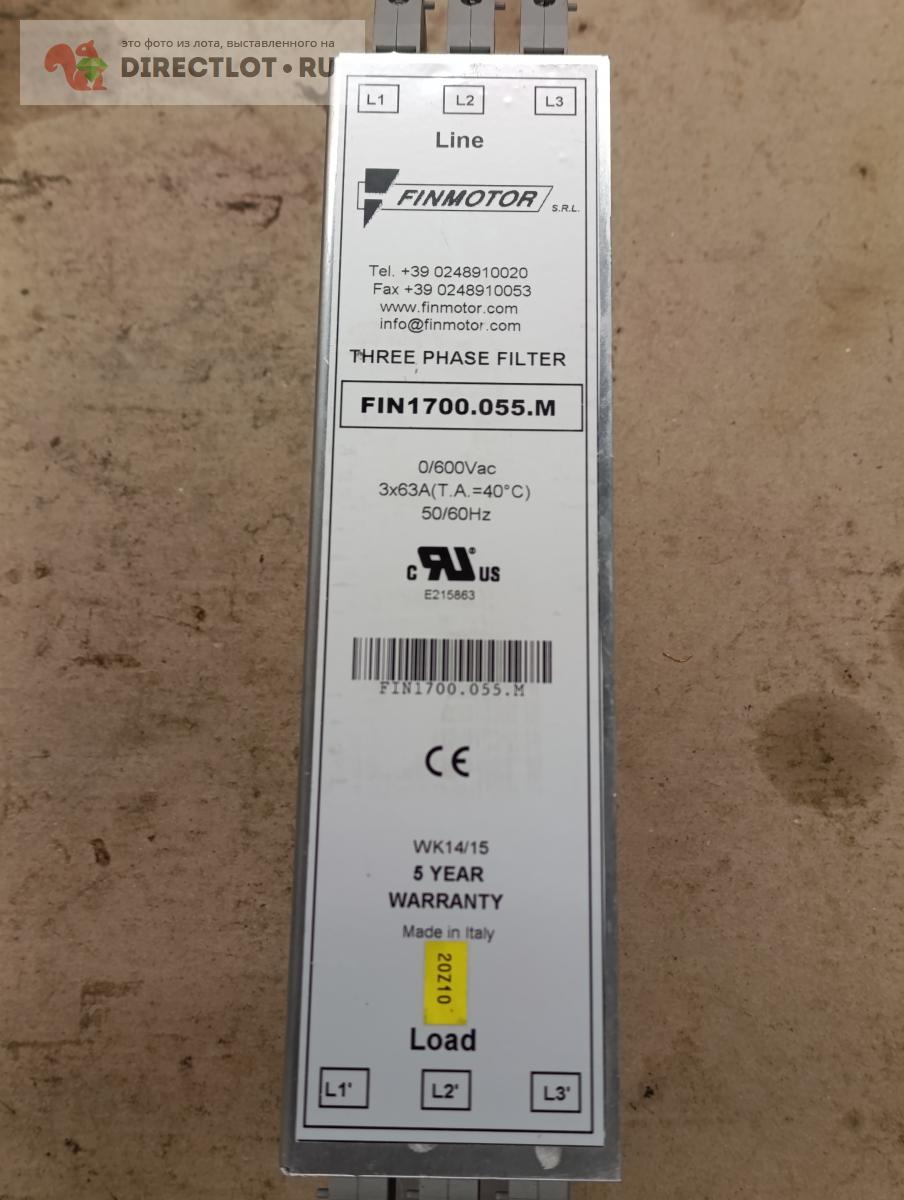 это фото из лота, выставленного на
DIRECTLOT•RU
L1 L2 L3
Line
FINMOTOR S.R.L.
Tel. +39 0248910020
Fax +39 0248910053
www.finmotor.com
info@finmotor.com
THREE PHASE FILTER
FIN1700.055.M
0/600Vac
3x63A(T.A.=40°C)
50/60Hz
c RU® US
E215863
FIN1700.055.M
CE
WK14/15
5 YEAR
WARRANTY
Made in Italy
20Z10
Load
L1' L2' L3'